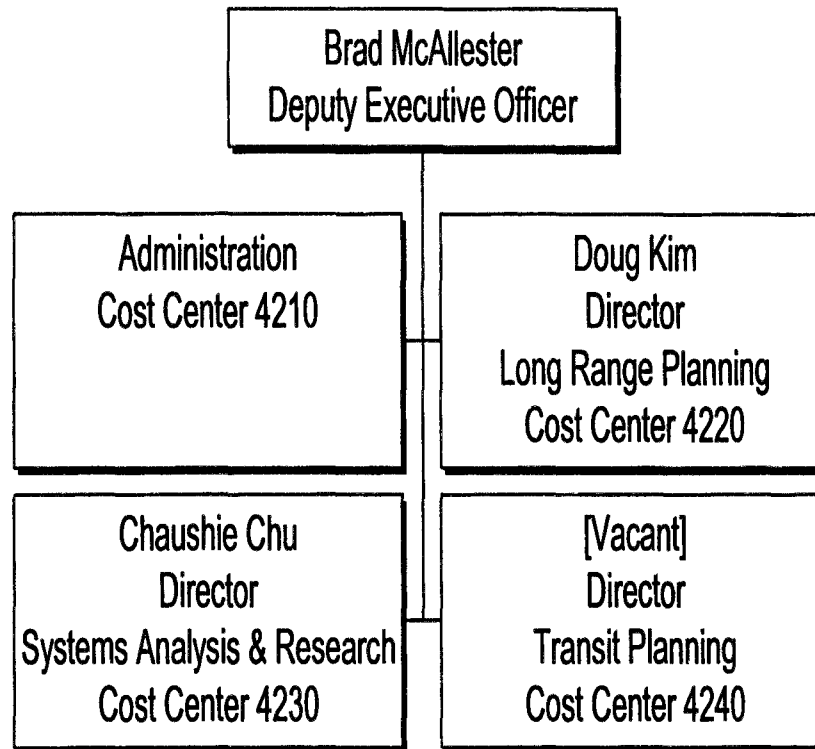 Brad McAllester
Deputy Executive Officer
Administration
Cost Center 4210
Doug Kim
Director
Long Range Planning
Cost Center 4220
Chaushie Chu
Director
Systems Analysis & Research
Cost Center 4230
[Vacant]
Director
Transit Planning
Cost Center 4240